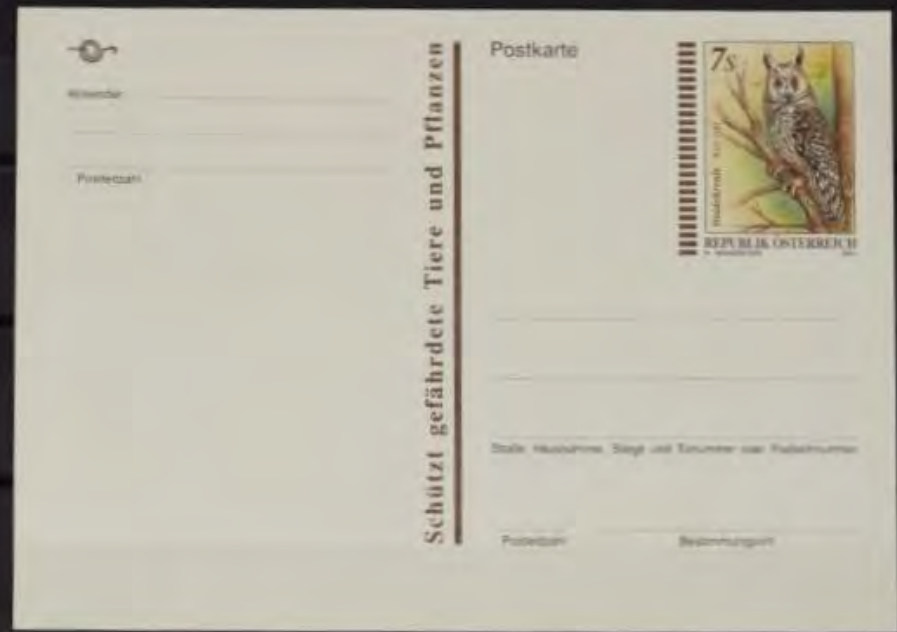 Absender
Postleitzahl
Schützt gefährdete Tiere und Pflanzen
Postkarte
7s
REPUBLIK ÖSTERREICH
Straße, Hausnummer, Stiege und Türnummer oder Postfachnummer
Postleitzahl
Bestimmungsort